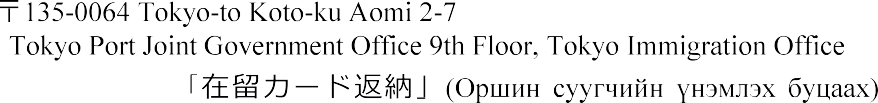 〒135-0064 Tokyo-to Koto-ku Aomi 2-7
Tokyo Port Joint Government Office 9th Floor, Tokyo Immigration Office
「在留カード返納」(Оршин суугчийн үнэмлэх буцаах)